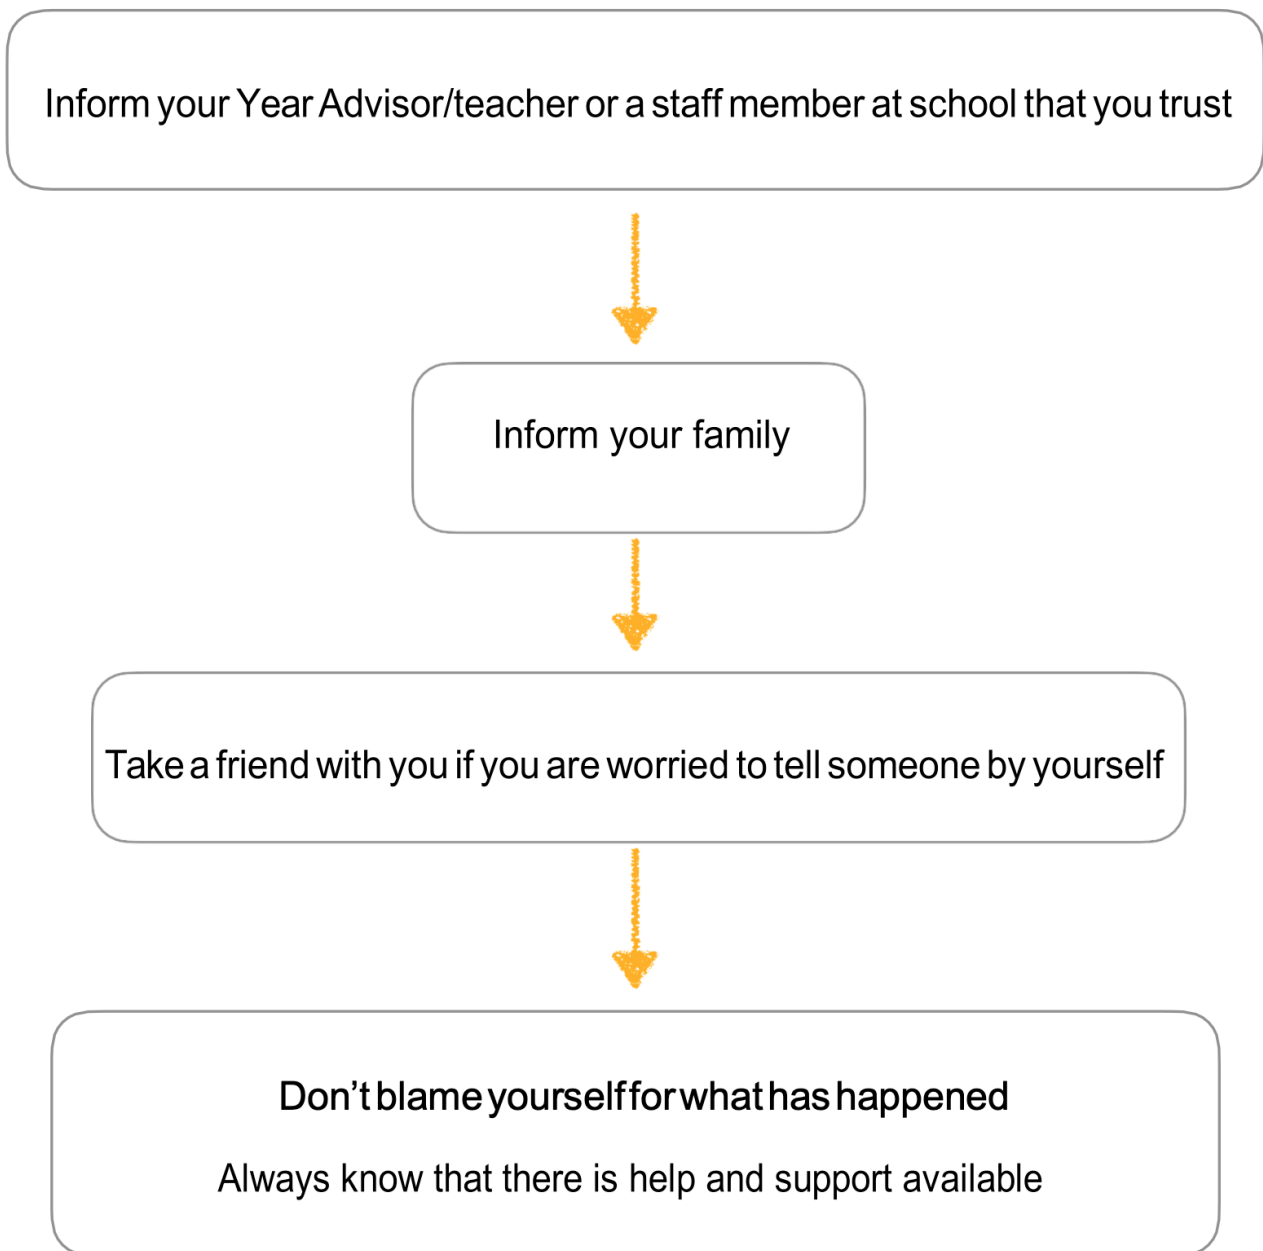 Inform your Year Advisor/teacher or a staff member at school that you trust
Inform your family
Take a friend with you if you are worried to tell someone by yourself
Don't blame yourself for what has happened
Always know that there is help and support available